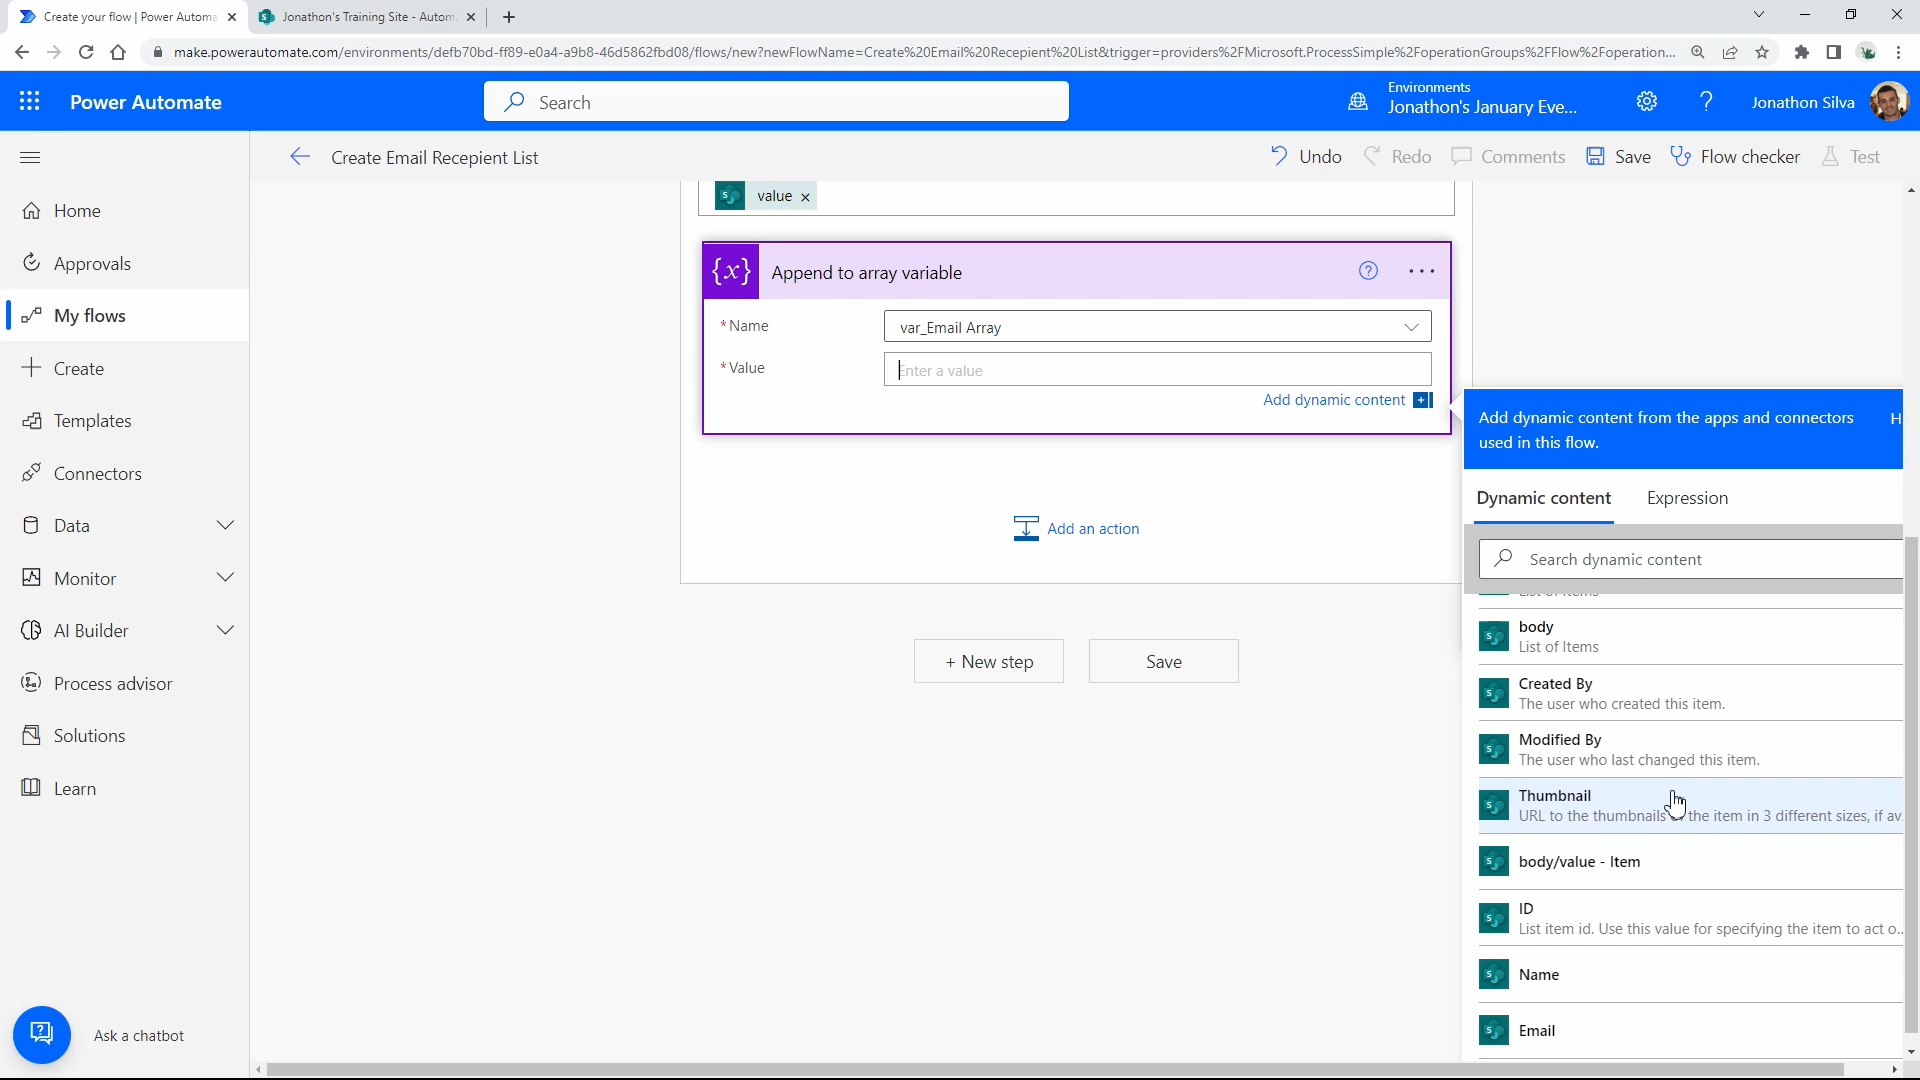 Create your flow | Power Automa
Jonathon's Training Site - Autom
make.powerautomate.com/environments/defb70bd-ff89-e0a4-a9b8-46d5862fbd08/flows/new?newFlowName=Create%20Email%20Recepient%20List&trigger=providers%2FMicrosoft.ProcessSimple%2FoperationGroups%2FFlow%2Foperation...
Power Automate
Search
Environments
Jonathon's January Eve...
Jonathon Silva
Create Email Recepient List
Undo
Redo
Comments
Save
Flow checker
Test
Home
Approvals
My flows
Create
Templates
Connectors
Data
Monitor
AI Builder
Process advisor
Solutions
Learn
Ask a chatbot
value
{x}
Append to array variable
* Name
var_Email Array
* Value
Enter a value
Add dynamic content
Add an action
+ New step
Save
Add dynamic content from the apps and connectors
used in this flow.
H
Dynamic content
Expression
Search dynamic content
List of Items
body
List of Items
Created By
The user who created this item.
Modified By
The user who last changed this item.
Thumbnail
URL to the thumbnails the item in 3 different sizes, if av
body/value - Item
ID
List item id. Use this value for specifying the item to act o...
Name
Email